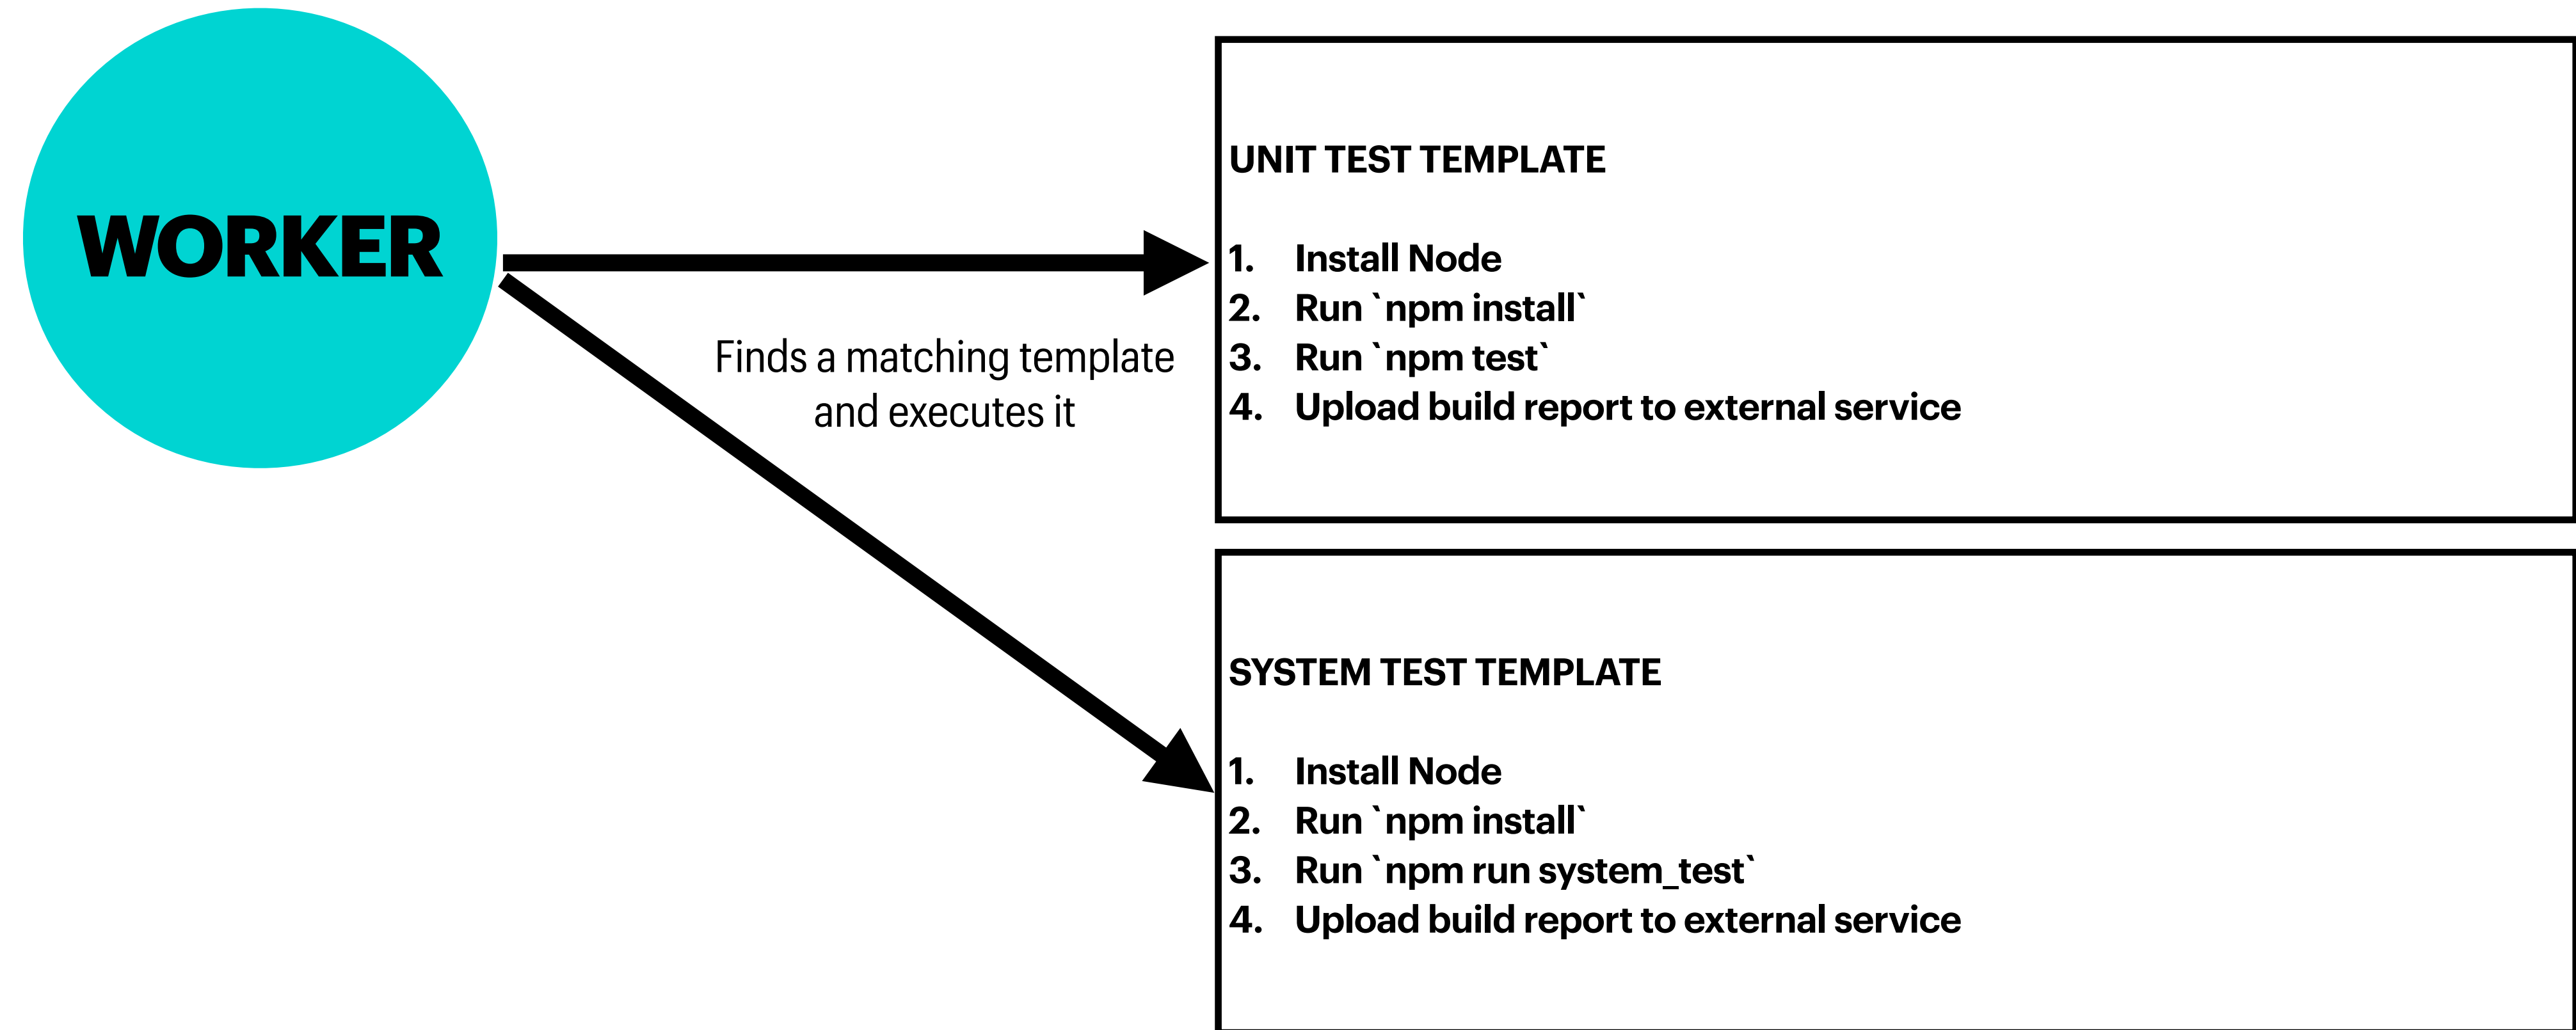 WORKER
Finds a matching template
and executes it
UNIT TEST TEMPLATE
1. Install Node
2. Run `npm install`
3. Run `npm test`
4. Upload build report to external service
SYSTEM TEST TEMPLATE
1. Install Node
2. Run `npm install`
3. Run `npm run system_test`
4. Upload build report to external service